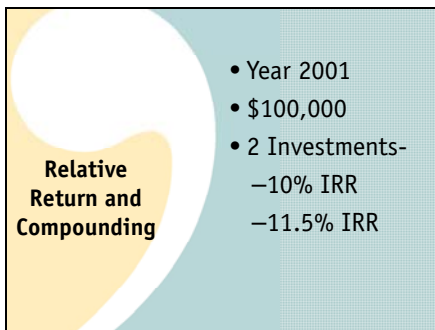 Relative
Return and
Compounding
• Year 2001
• $100,000
• 2 Investments-
–10% IRR
–11.5% IRR